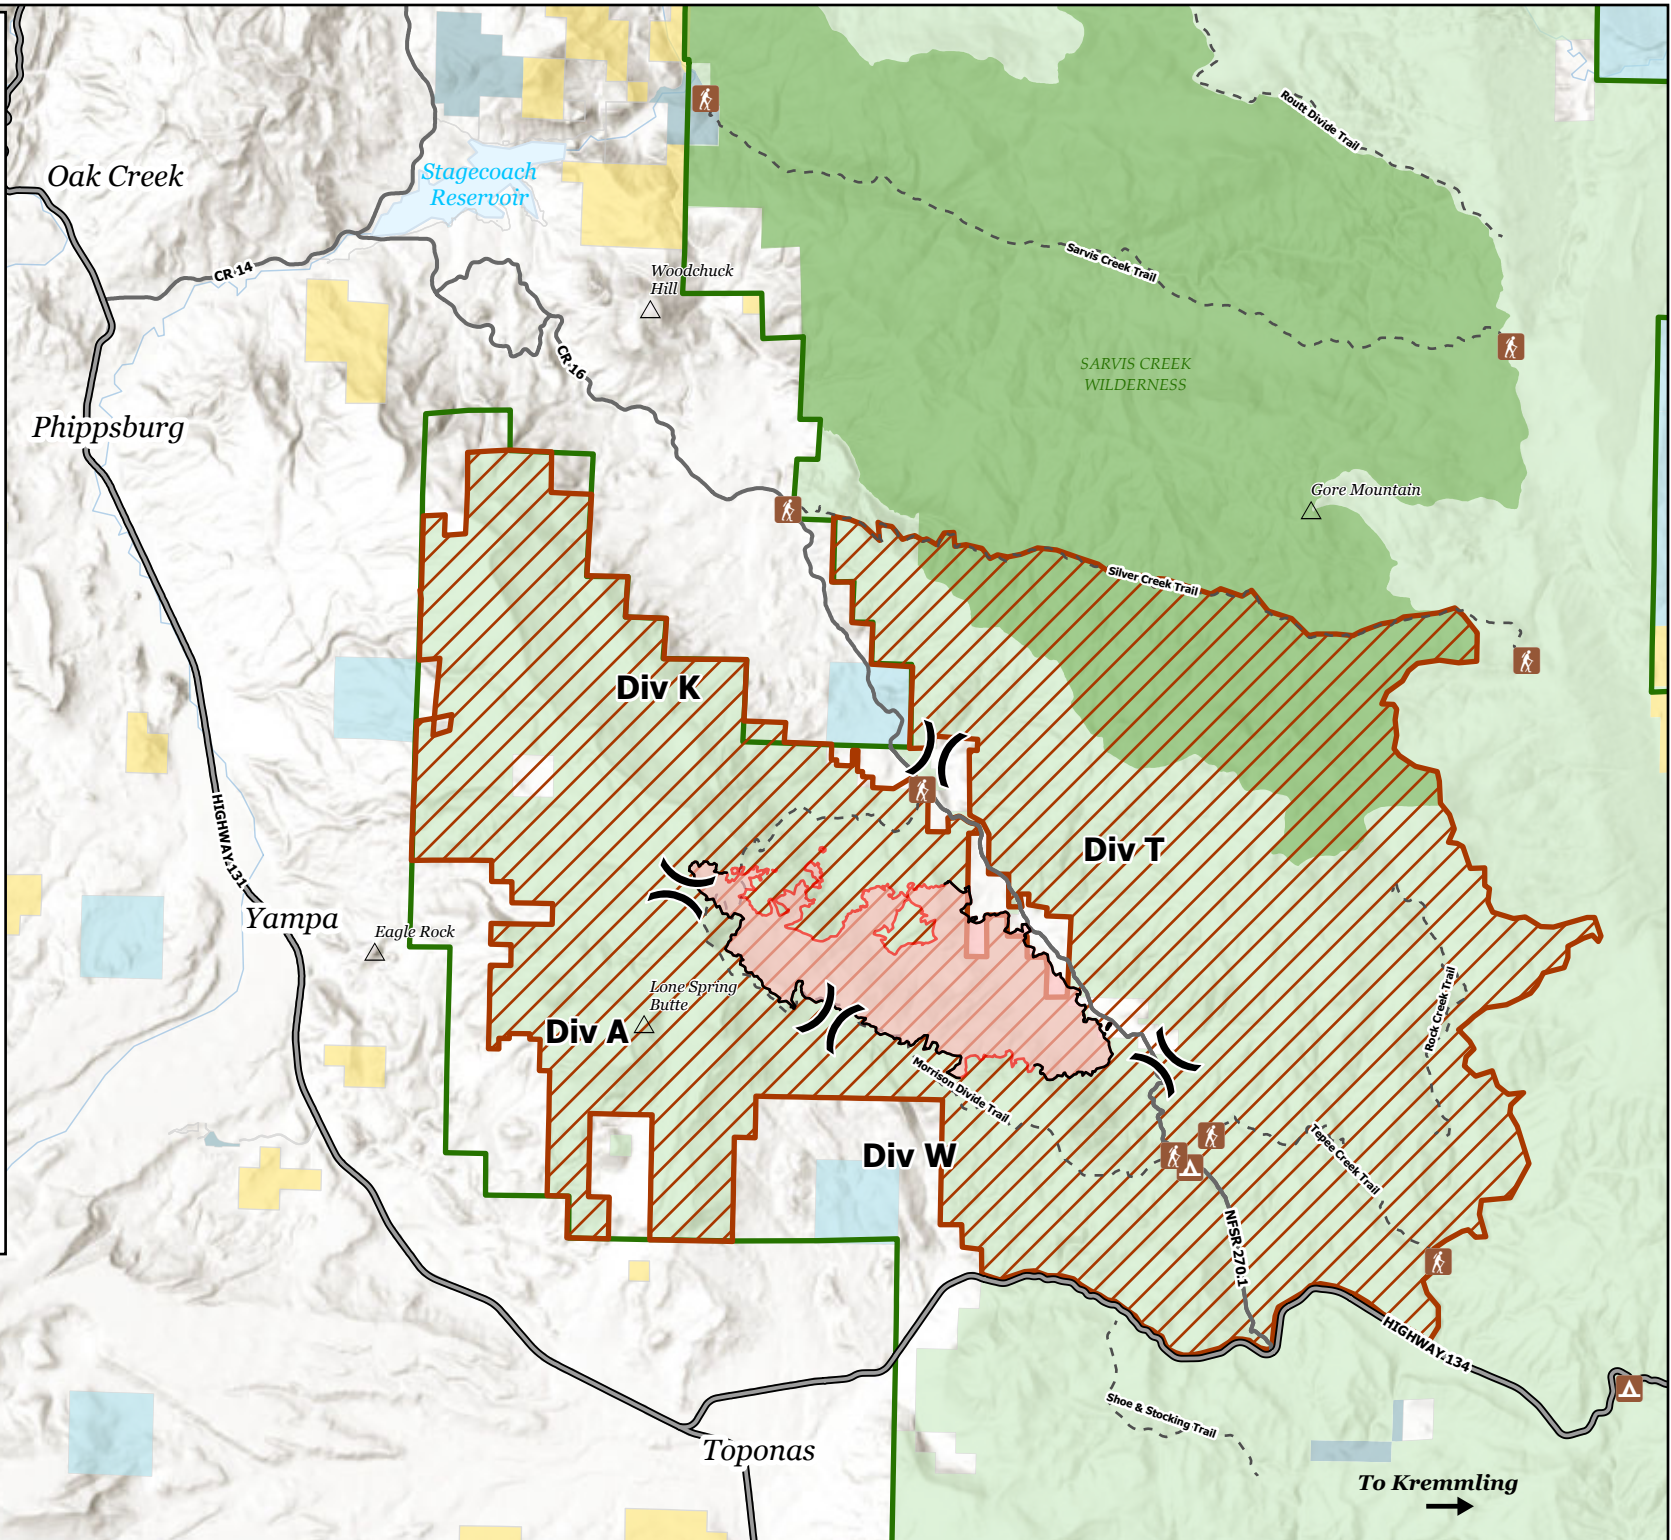 Routt Divide Trail
Oak Creek
Stagecoach
Reservoir
Sarvis Creek Trail
CR 14
Woodchuck
Hill
CR 16
SARVIS CREEK
WILDERNESS
Phippsburg
Gore Mountain
Silver Creek Trail
Div K
HIGHWAY 131
Div T
Yampa
Eagle Rock
Lone Spring
Butte
Div A
Rock Creek Trail
Morrison Divide Trail
Div W
Tepee Creek Trail
NFSR 270.1
HIGHWAY 134
Shoe & Stocking Trail
Toponas
To Kremmling